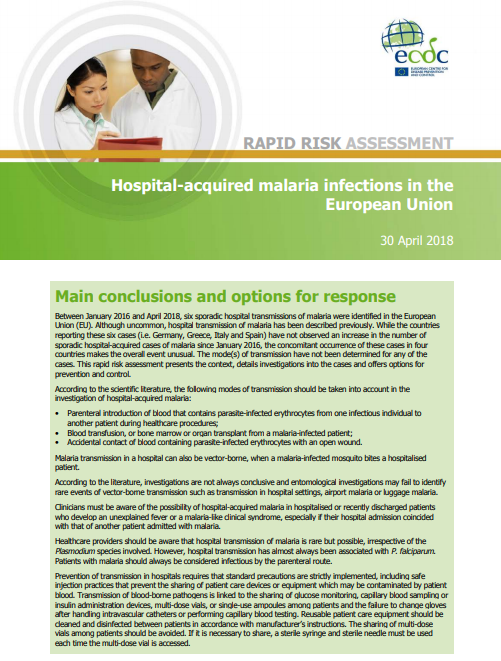 ecdc
EUROPEAN CENTRE FOR
DISEASE PREVENTION
AND CONTROL
RAPID RISK ASSESSMENT
Hospital-acquired malaria infections in the
European Union
30 April 2018
Main conclusions and options for response
Between January 2016 and April 2018, six sporadic hospital transmissions of malaria were identified in the European
Union (EU). Although uncommon, hospital transmission of malaria has been described previously. While the countries
reporting these six cases (i.e. Germany, Greece, Italy and Spain) have not observed an increase in the number of
sporadic hospital-acquired cases of malaria since January 2016, the concomitant occurrence of these cases in four
countries makes the overall event unusual. The mode(s) of transmission have not been determined for any of the
cases. This rapid risk assessment presents the context, details investigations into the cases and offers options for
prevention and control.
According to the scientific literature, the following modes of transmission should be taken into account in the
investigation of hospital-acquired malaria:
• Parenteral introduction of blood that contains parasite-infected erythrocytes from one infectious individual to
another patient during healthcare procedures;
• Blood transfusion, or bone marrow or organ transplant from a malaria-infected patient;
• Accidental contact of blood containing parasite-infected erythrocytes with an open wound.
Malaria transmission in a hospital can also be vector-borne, when a malaria-infected mosquito bites a hospitalised
patient.
According to the literature, investigations are not always conclusive and entomological investigations may fail to identify
rare events of vector-borne transmission such as transmission in hospital settings, airport malaria or luggage malaria.
Clinicians must be aware of the possibility of hospital-acquired malaria in hospitalised or recently discharged patients
who develop an unexplained fever or a malaria-like clinical syndrome, especially if their hospital admission coincided
with that of another patient admitted with malaria.
Healthcare providers should be aware that hospital transmission of malaria is rare but possible, irrespective of the
Plasmodium species involved. However, hospital transmission has almost always been associated with P. falciparum.
Patients with malaria should always be considered infectious by the parenteral route.
Prevention of transmission in hospitals requires that standard precautions are strictly implemented, including safe
injection practices that prevent the sharing of patient care devices or equipment which may be contaminated by patient
blood. Transmission of blood-borne pathogens is linked to the sharing of glucose monitoring, capillary blood sampling or
insulin administration devices, multi-dose vials, or single-use ampoules among patients and the failure to change gloves
after handling intravascular catheters or performing capillary blood testing. Reusable patient care equipment should be
cleaned and disinfected between patients in accordance with manufacturer's instructions. The sharing of multi-dose
vials among patients should be avoided. If it is necessary to share, a sterile syringe and sterile needle must be used
each time the multi-dose vial is accessed.